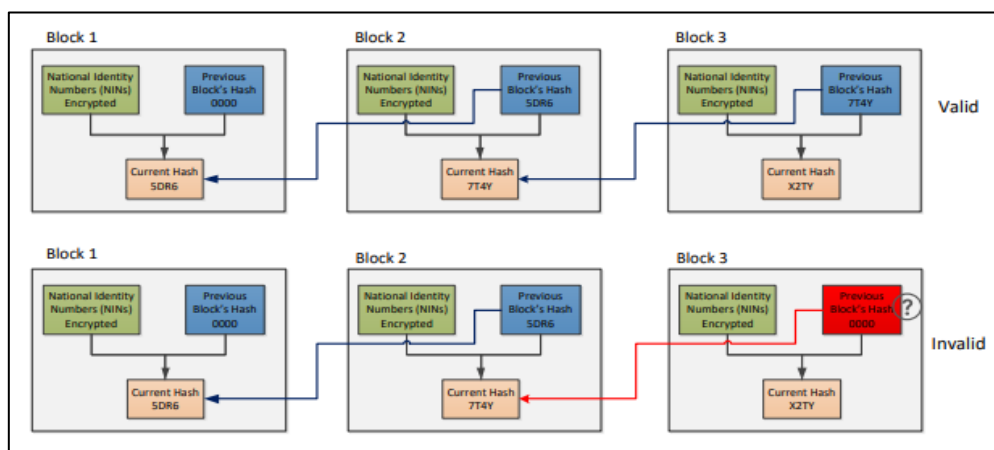 Block 1
Block 2
Block 3
National Identity
Numbers (NINs)
Encrypted
Previous
Block's Hash
0000
National Identity
Numbers (NINs)
Encrypted
Previous
Block's Hash
5DR6
National Identity
Numbers (NINs)
Encrypted
Previous
Block's Hash
7T4Y
Valid
Current Hash
5DR6
Current Hash
7T4Y
Current Hash
X2TY
Block 1
Block 2
Block 3
National Identity
Numbers (NINs)
Encrypted
Previous
Block's Hash
0000
National Identity
Numbers (NINs)
Encrypted
Previous
Block's Hash
5DR6
National Identity
Numbers (NINs)
Encrypted
Previous
Block's Hash
0000
?
Invalid
Current Hash
5DR6
Current Hash
7T4Y
Current Hash
X2TY